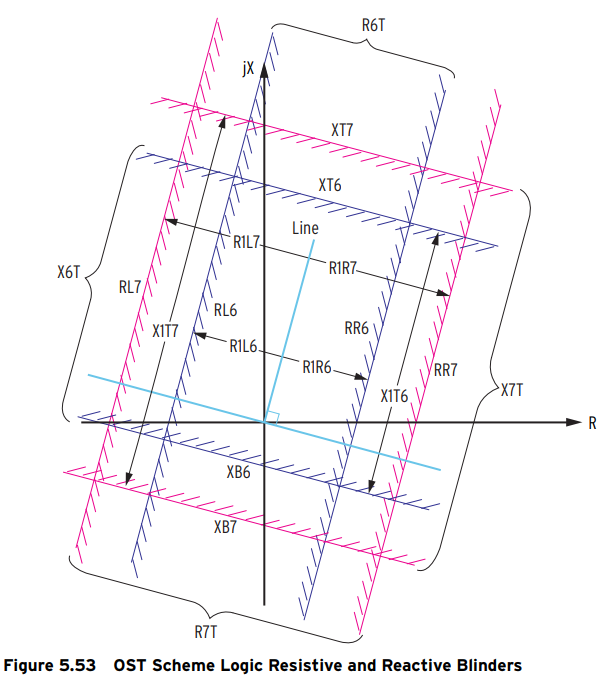 R6T
jX
XT7
XT6
Line
R1L7
R1R7
X6T
RL7
X1T7
RL6
RR6
R1L6
R1R6
RR7
X1T6
X7T
R
XB6
XB7
R7T
Figure 5.53 OST Scheme Logic Resistive and Reactive Blinders